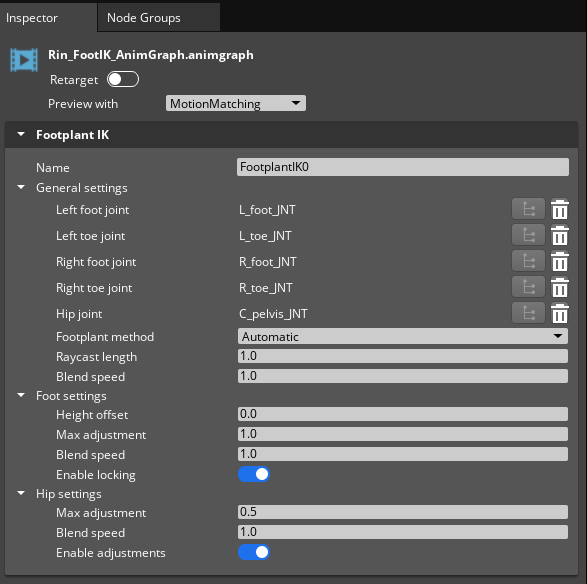 Inspector Node Groups
Rin_FootIK_AnimGraph.animgraph
Retarget
Preview with MotionMatching
Footplant IK
Name FootplantIK0
General settings
Left foot joint L_foot_JNT
Left toe joint L_toe_JNT
Right foot joint R_foot_JNT
Right toe joint R_toe_JNT
Hip joint C_pelvis_JNT
Footplant method Automatic
Raycast length 1.0
Blend speed 1.0
Foot settings
Height offset 0.0
Max adjustment 1.0
Blend speed 1.0
Enable locking
Hip settings
Max adjustment 0.5
Blend speed 1.0
Enable adjustments